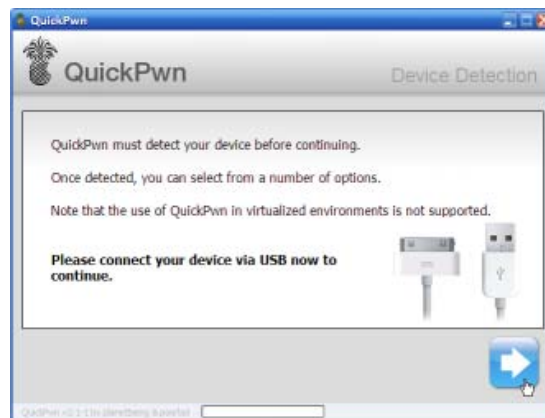 QuickPwn
QuickPwn
Device Detection
QuickPwn must detect your device before continuing.
Once detected, you can select from a number of options.
Note that the use of QuickPwn in virtualized environments is not supported.
Please connect your device via USB now to
continue.